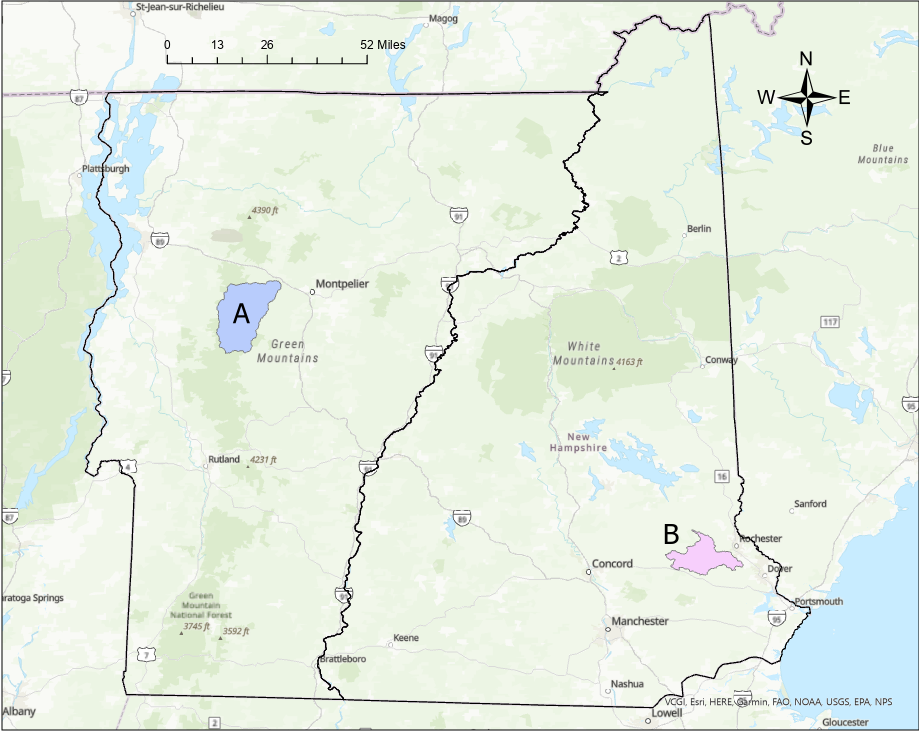 St-Jean-sur-Richelieu
Magog
0 13 26 52 Miles
N
W E
S
87
Plattsburgh
Blue
Mountains
4390 ft
91
89
Berlin
2
Montpelier
A
117
Green
Mountains
White
Mountains
4163 ft
91
Conway
95
New
Hampshire
Rutland
4231 ft
4
91
16
87
89
Sanford
B
Rochester
Concord
Dover
aratoga Springs
Green
Mountain
National Forest
91
Portsmouth
3745 ft
3592 ft
Manchester
95
Keene
7
Brattleboro
Nashua
VCGI, Esri, HERE, Garmin, FAO, NOAA, USGS, EPA, NPS
Albany
2
Lowell
Gloucester